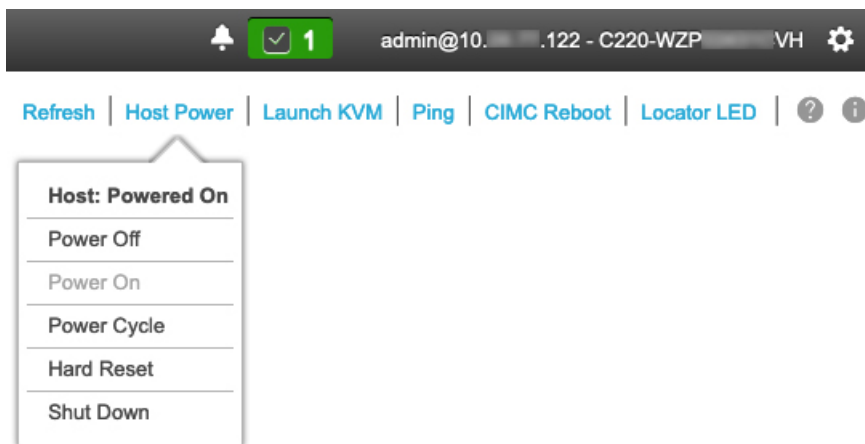 1 admin@10. .122 - C220-WZP VH
Refresh | Host Power | Launch KVM | Ping | CIMC Reboot | Locator LED | ? i
Host: Powered On
Power Off
Power On
Power Cycle
Hard Reset
Shut Down